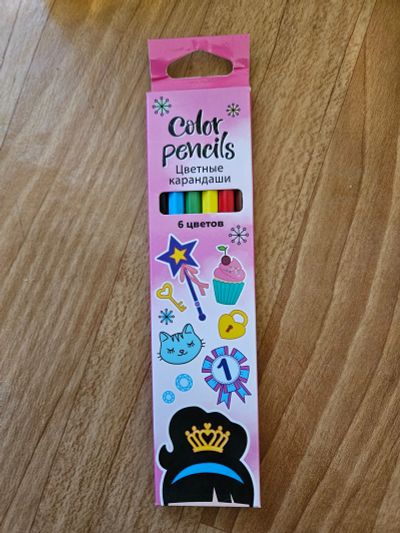 Color
pencils
Цветные
карандаши
6 цветов
1